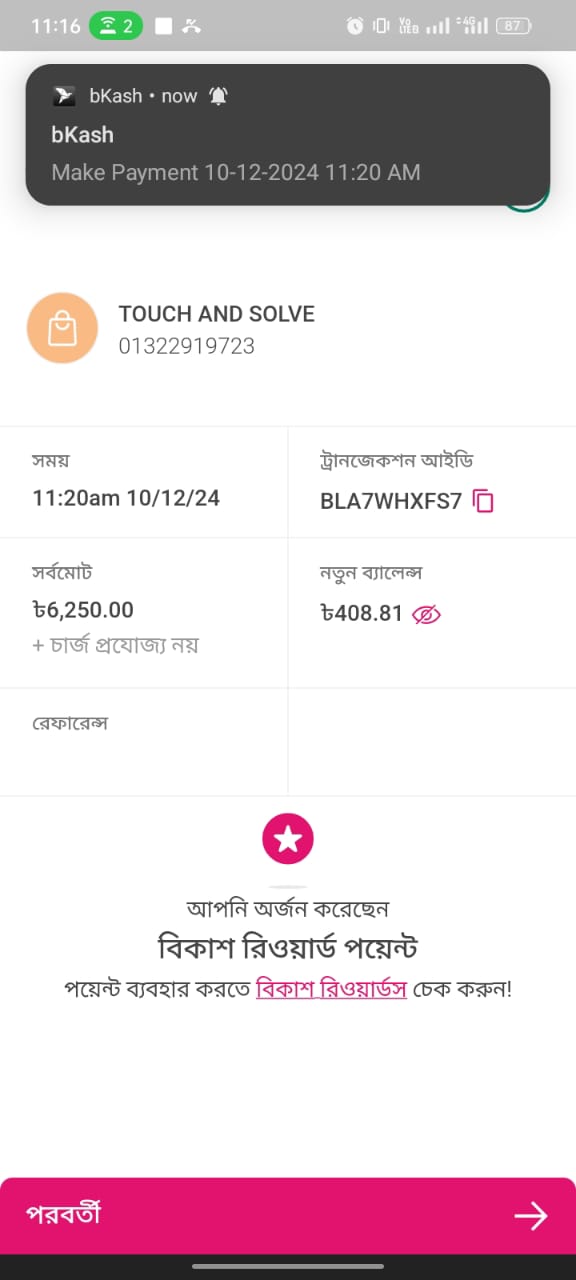 11:16 2 Vo LTE D 4G 87
bKash • now
bKash
Make Payment 10-12-2024 11:20 AM
TOUCH AND SOLVE
01322919723
সময়
11:20am 10/12/24
ট্রানজেকশন আইডি
BLA7WHXFS7
সর্বমোট
৳6,250.00
+ চার্জ প্রযোজ্য নয়
নতুন ব্যালেন্স
৳408.81
রেফারেন্স
আপনি অর্জন করেছেন
বিকাশ রিওয়ার্ড পয়েন্ট
পয়েন্ট ব্যবহার করতে বিকাশ রিওয়ার্ডস চেক করুন!
পরবর্তী